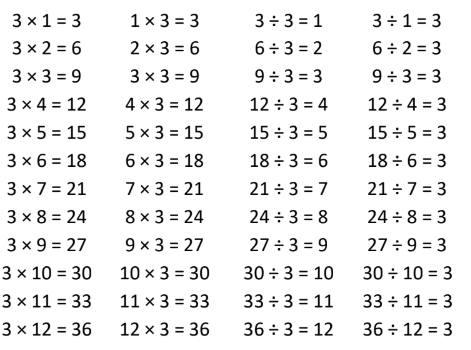 3 × 1 = 3 1 × 3 = 3 3 ÷ 3 = 1 3 ÷ 1 = 3
3 × 2 = 6 2 × 3 = 6 6 ÷ 3 = 2 6 ÷ 2 = 3
3 × 3 = 9 3 × 3 = 9 9 ÷ 3 = 3 9 ÷ 3 = 3
3 × 4 = 12 4 × 3 = 12 12 ÷ 3 = 4 12 ÷ 4 = 3
3 × 5 = 15 5 × 3 = 15 15 ÷ 3 = 5 15 ÷ 5 = 3
3 × 6 = 18 6 × 3 = 18 18 ÷ 3 = 6 18 ÷ 6 = 3
3 × 7 = 21 7 × 3 = 21 21 ÷ 3 = 7 21 ÷ 7 = 3
3 × 8 = 24 8 × 3 = 24 24 ÷ 3 = 8 24 ÷ 8 = 3
3 × 9 = 27 9 × 3 = 27 27 ÷ 3 = 9 27 ÷ 9 = 3
3 × 10 = 30 10 × 3 = 30 30 ÷ 3 = 10 30 ÷ 10 = 3
3 × 11 = 33 11 × 3 = 33 33 ÷ 3 = 11 33 ÷ 11 = 3
3 × 12 = 36 12 × 3 = 36 36 ÷ 3 = 12 36 ÷ 12 = 3